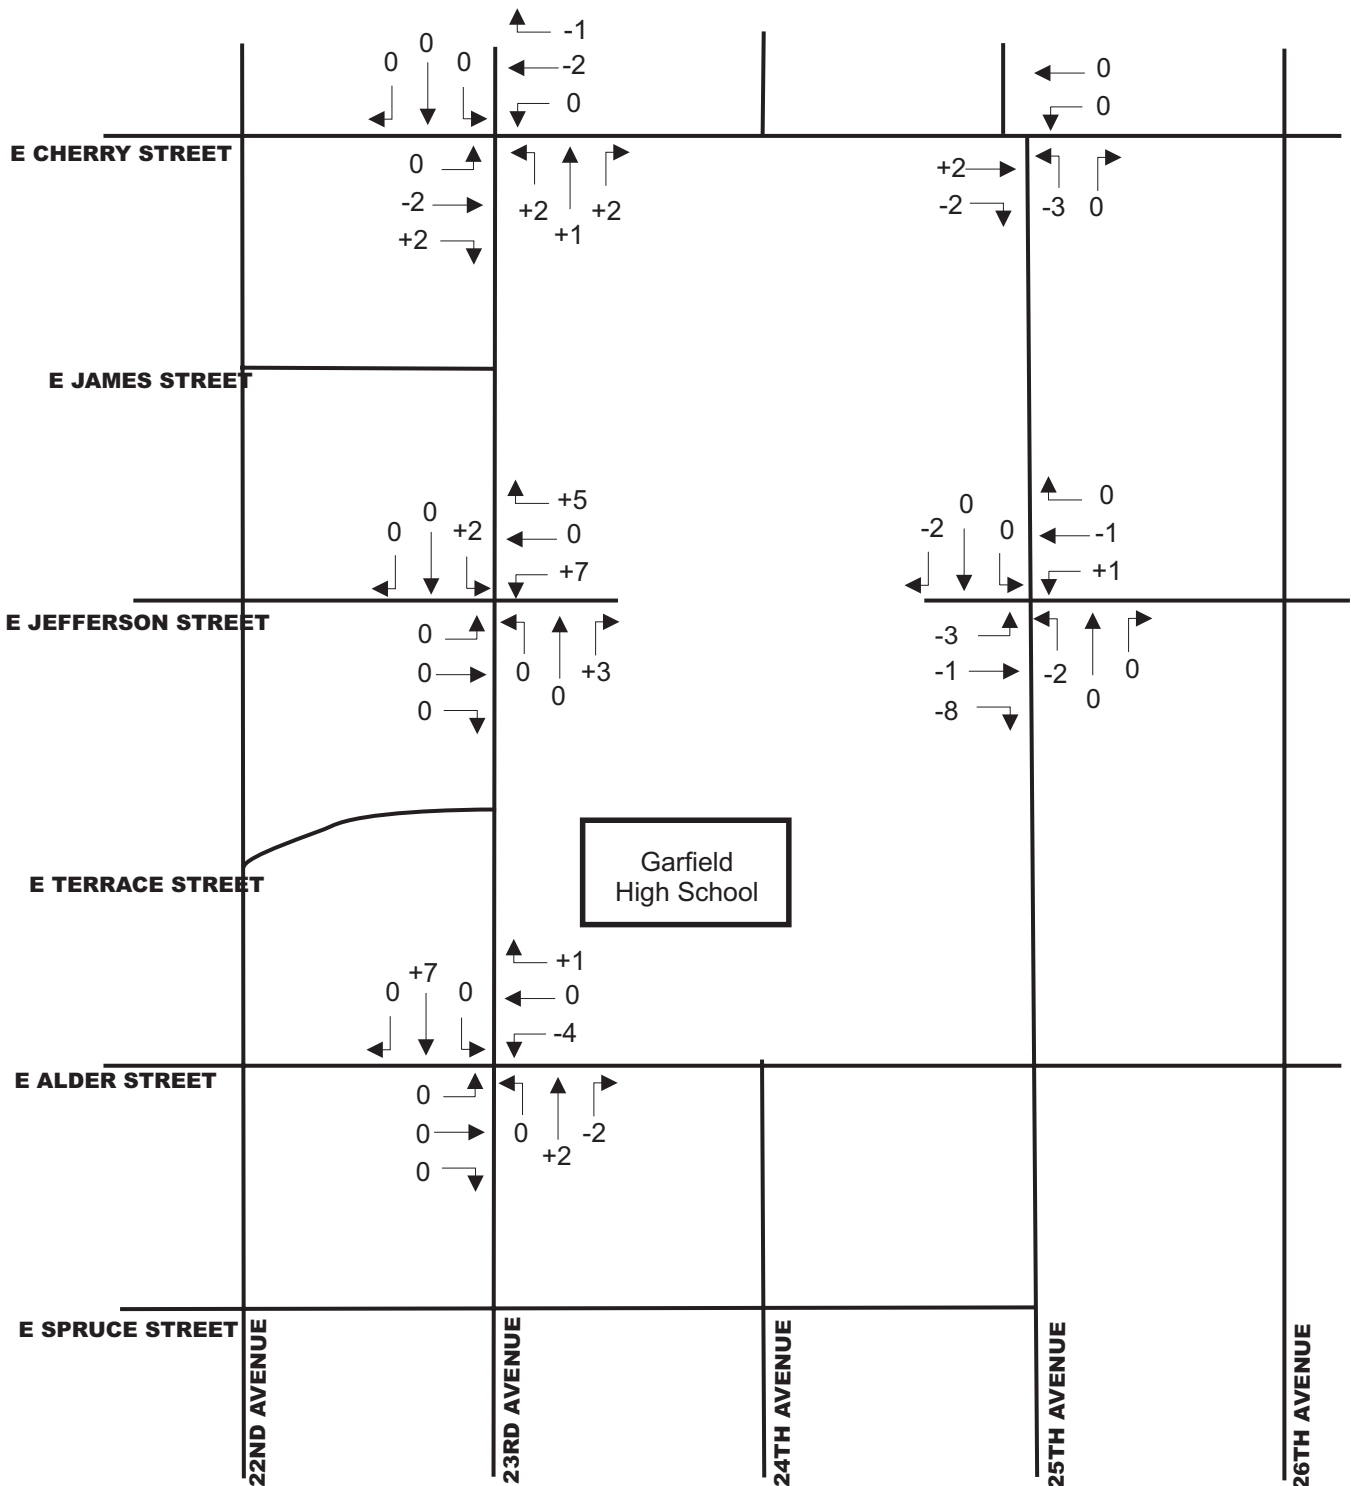 -1
0
0 0 0
-2
0
0
0
E CHERRY STREET
0
-2
+2
+2 +1 +2
+2
-2
-3 0
E JAMES STREET
+5
0
+7
0 0 +2
0
-1
+1
-2 0 0
E JEFFERSON STREET
0
0
0
0 0 +3
-3
-1
-8
-2 0 0
Garfield
High School
E TERRACE STREET
+1
0
-4
0 +7 0
E ALDER STREET
0
0
0
0 +2 -2
E SPRUCE STREET
22ND AVENUE
23RD AVENUE
24TH AVENUE
25TH AVENUE
26TH AVENUE